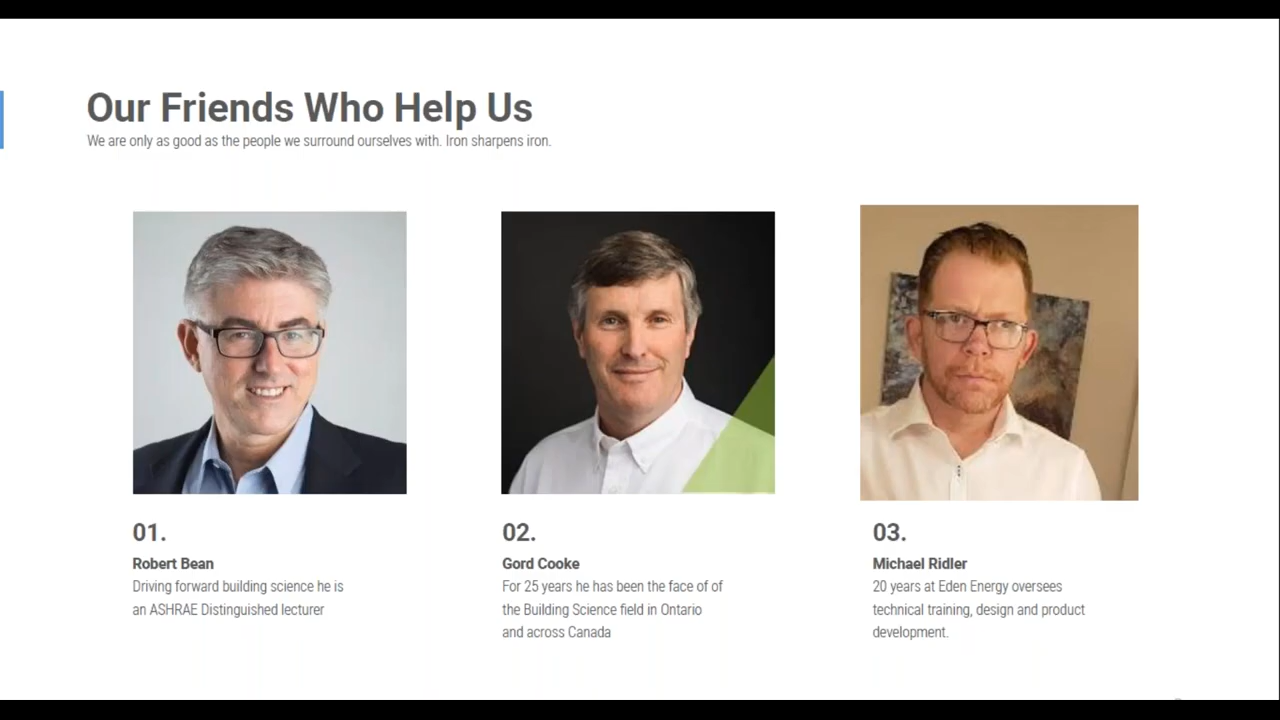 Our Friends Who Help Us
We are only as good as the people we surround ourselves with. Iron sharpens iron.
01.
Robert Bean
Driving forward building science he is
an ASHRAE Distinguished lecturer
02.
Gord Cooke
For 25 years he has been the face of of
the Building Science field in Ontario
and across Canada
03.
Michael Ridler
20 years at Eden Energy oversees
technical training, design and product
development.